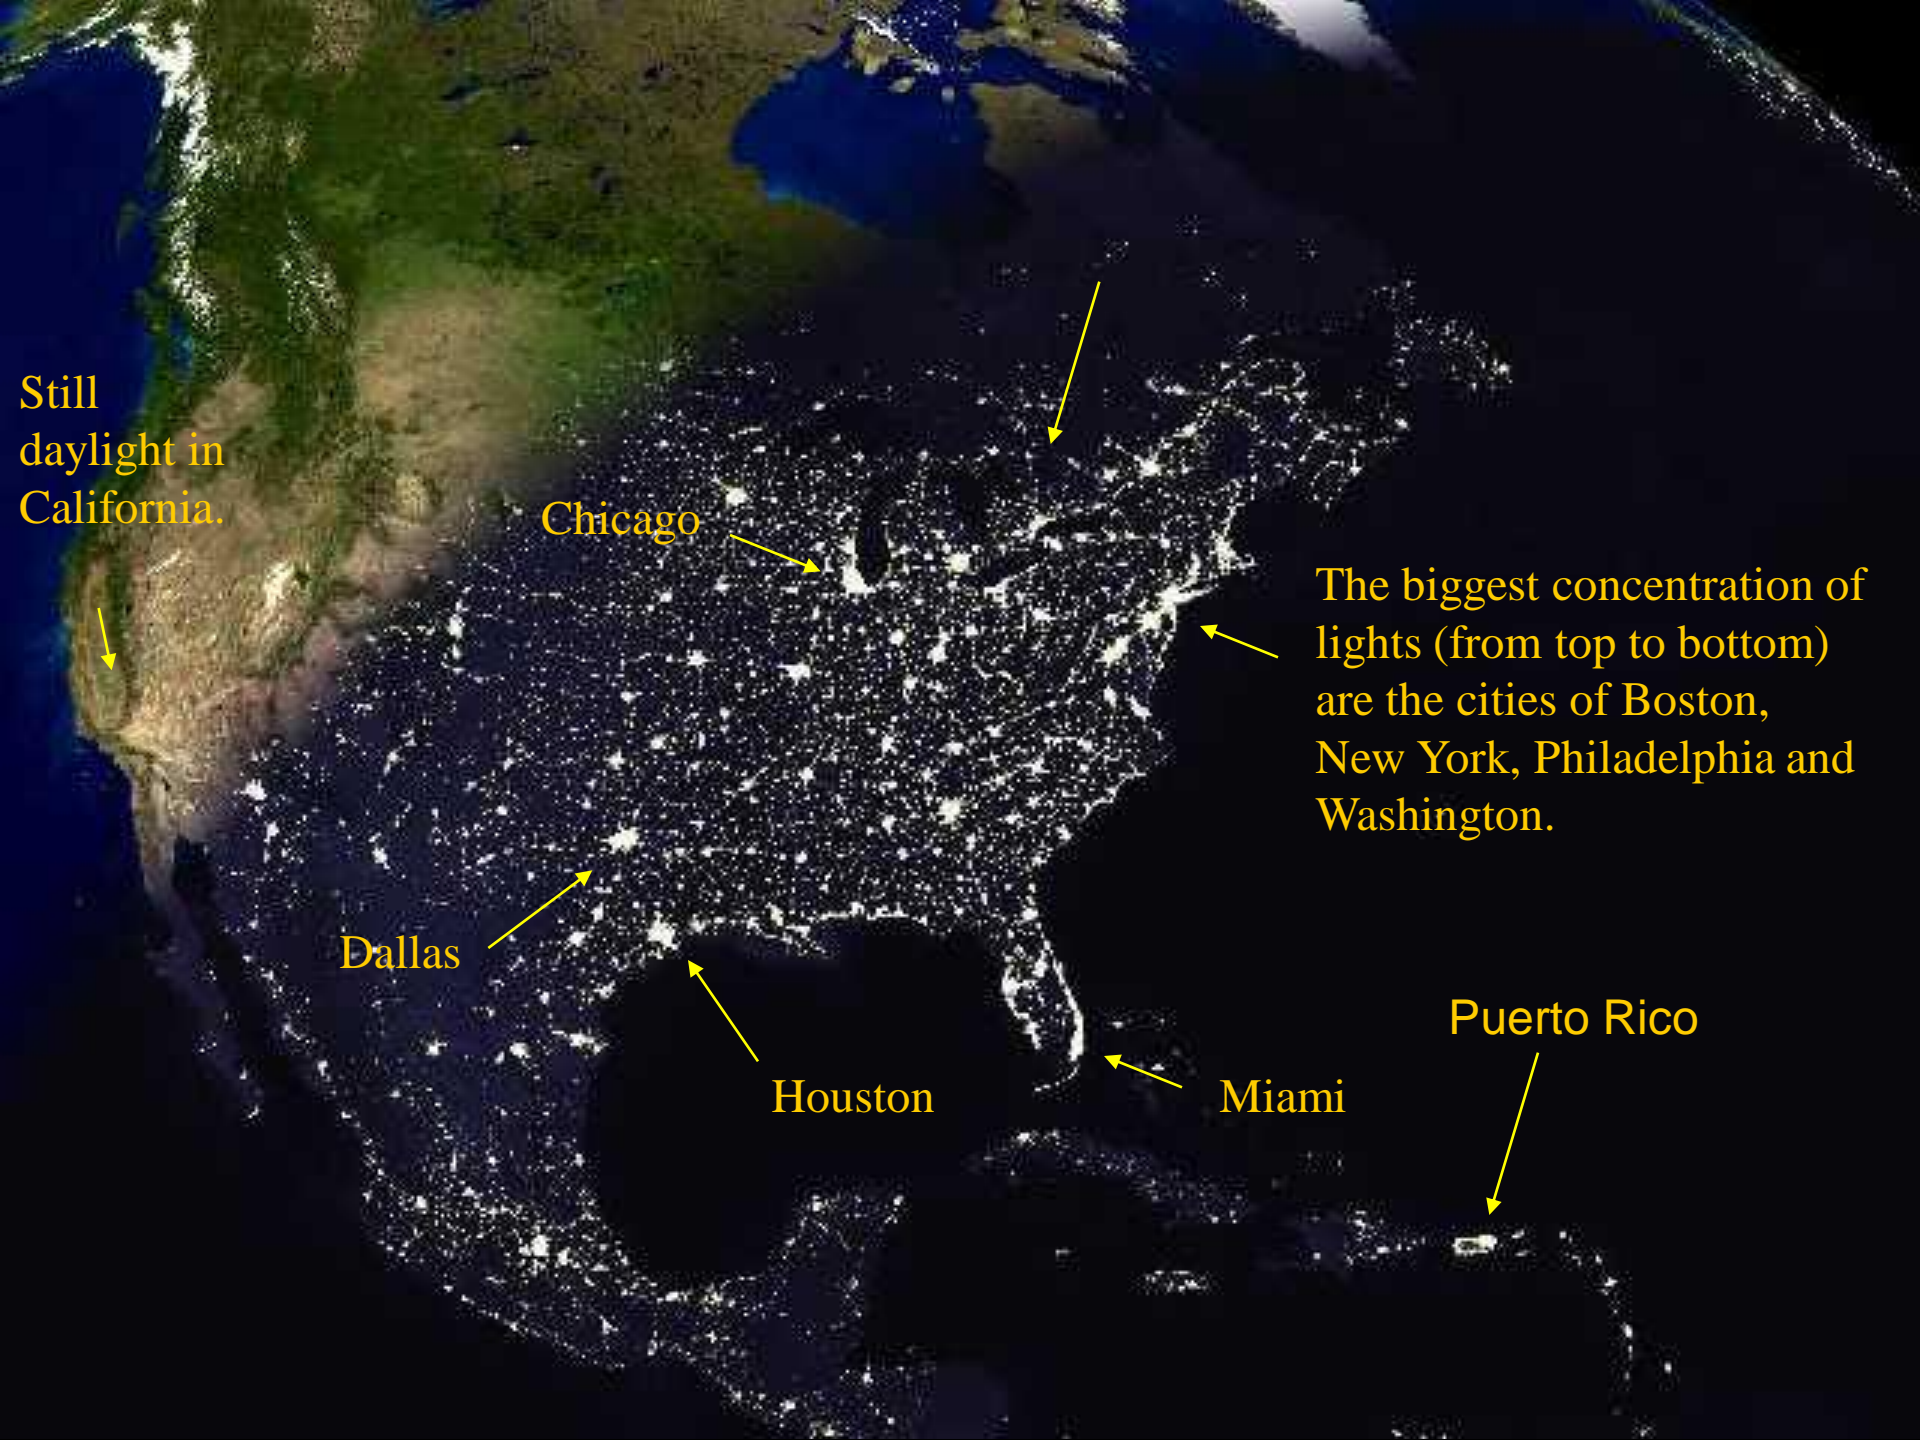 Still
daylight in
California.
Chicago
The biggest concentration of
lights (from top to bottom)
are the cities of Boston,
New York, Philadelphia and
Washington.
Dallas
Puerto Rico
Houston
Miami